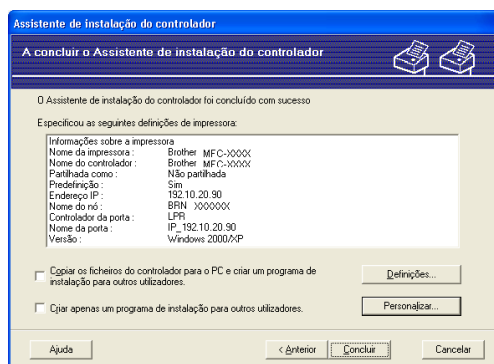 Assistente de instalação do controlador
A concluir o Assistente de instalação do controlador
O Assistente de instalação do controlador foi concluído com sucesso
Especificou as seguintes definições de impressora:
Informações sobre a impressora
Nome da impressora : Brother MFC-XXXX
Nome do controlador : Brother MFC-XXXX
Partilhada como : Não partilhada
Predefinição : Sim
Endereço IP : 192.10.20.90
Nome do nó : BRN XXXXXX
Controlador da porta : LPR
Nome da porta : IP_192.10.20.90
Versão : Windows 2000/XP
Copiar os ficheiros do controlador para o PC e criar um programa de
instalação para outros utilizadores.
Definições...
Criar apenas um programa de instalação para outros utilizadores.
Personalizar...
Ajuda
< Anterior
Concluir
Cancelar